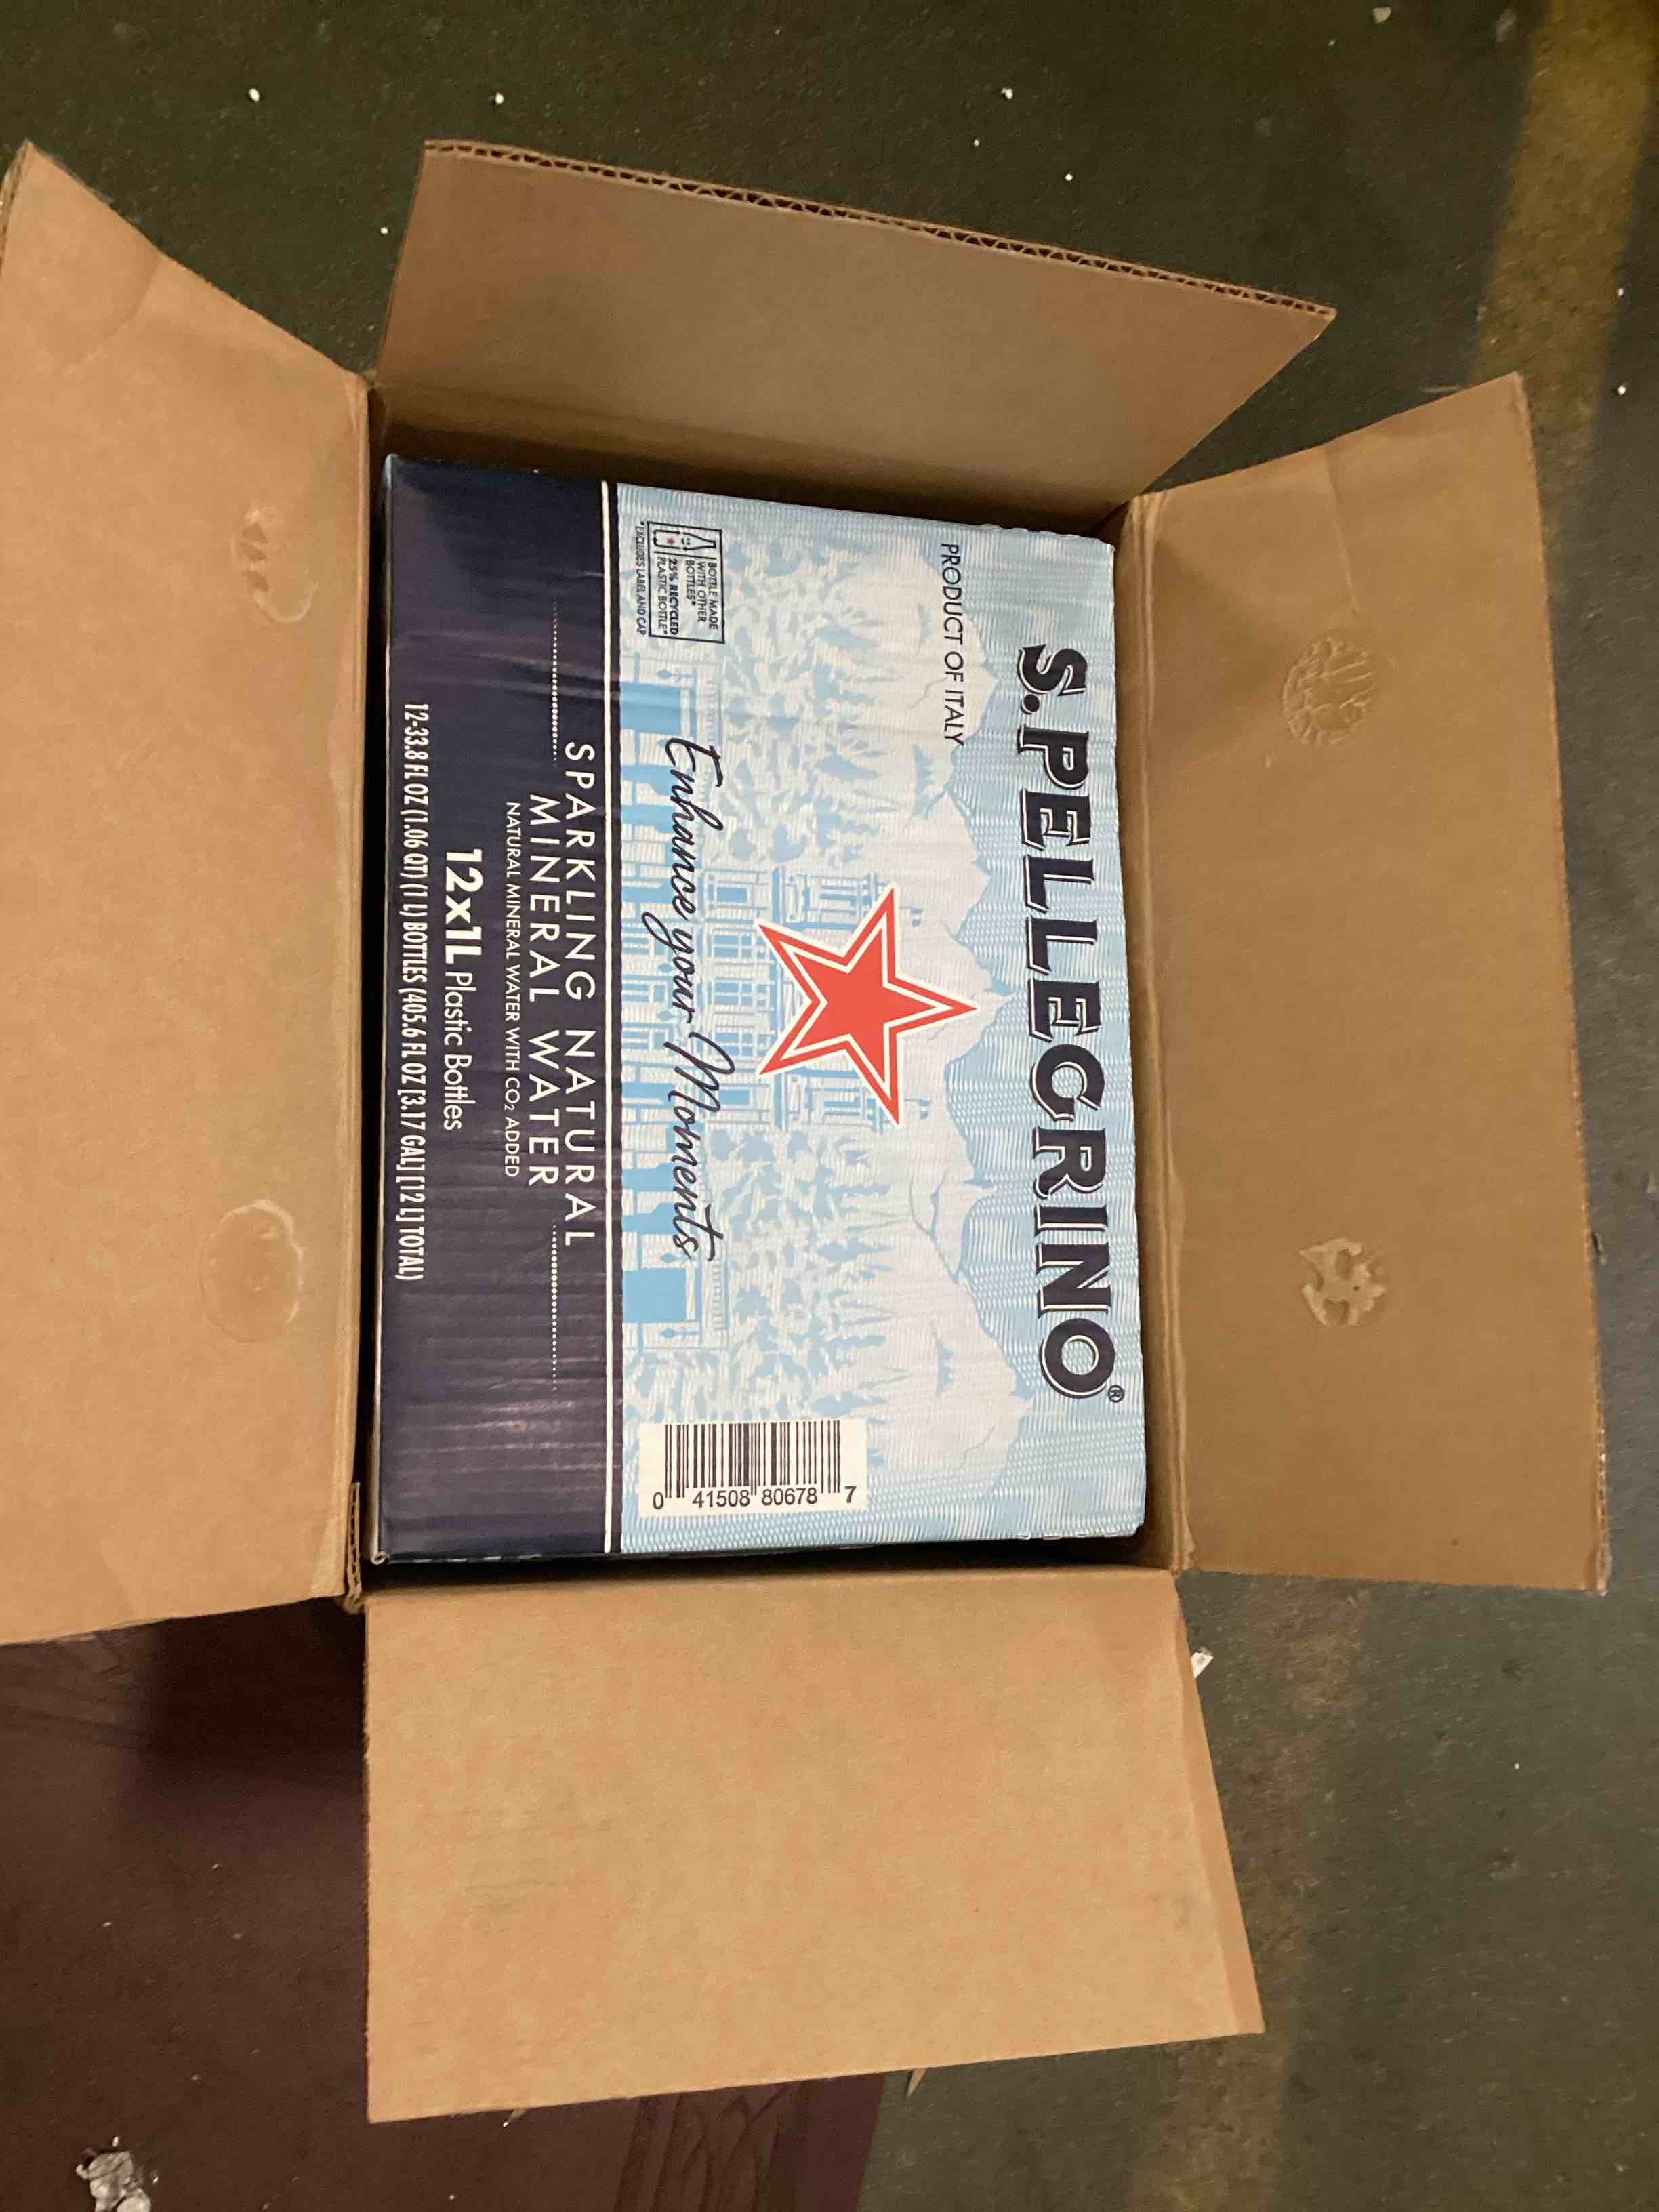 S.PELLEGRINO®
PRODUCT OF ITALY
Enhance your Moments
BOTTLE MADE
WITH OTHER
BOTTLES*
25% RECYCLED
PLASTIC BOTTLE*
*EXCLUDES LABEL AND CAP
SPARKLING NATURAL
MINERAL WATER
NATURAL MINERAL WATER WITH CO₂ ADDED
12x1L Plastic Bottles
12-33.8 FL OZ (1.06 QT) (1 L) BOTTLES (405.6 FL OZ [3.17 GAL] [12 L] TOTAL)
0 41508 80678 7